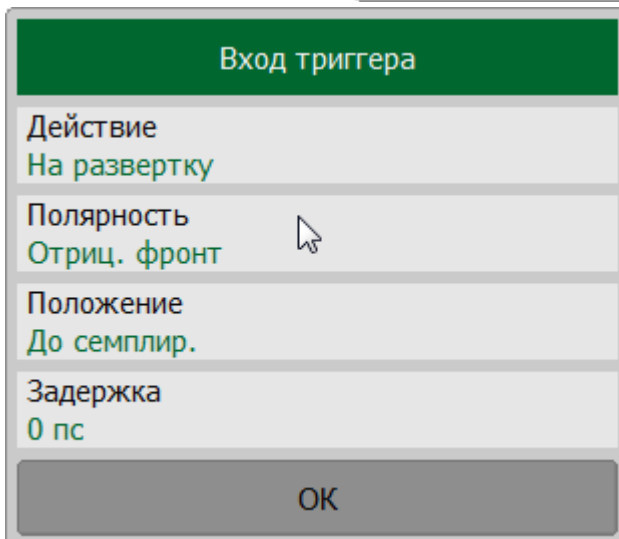 Вход триггера
Действие
На развертку
Полярность
Отриц. фронт
Положение
До семплир.
Задержка
0 пс
ОК